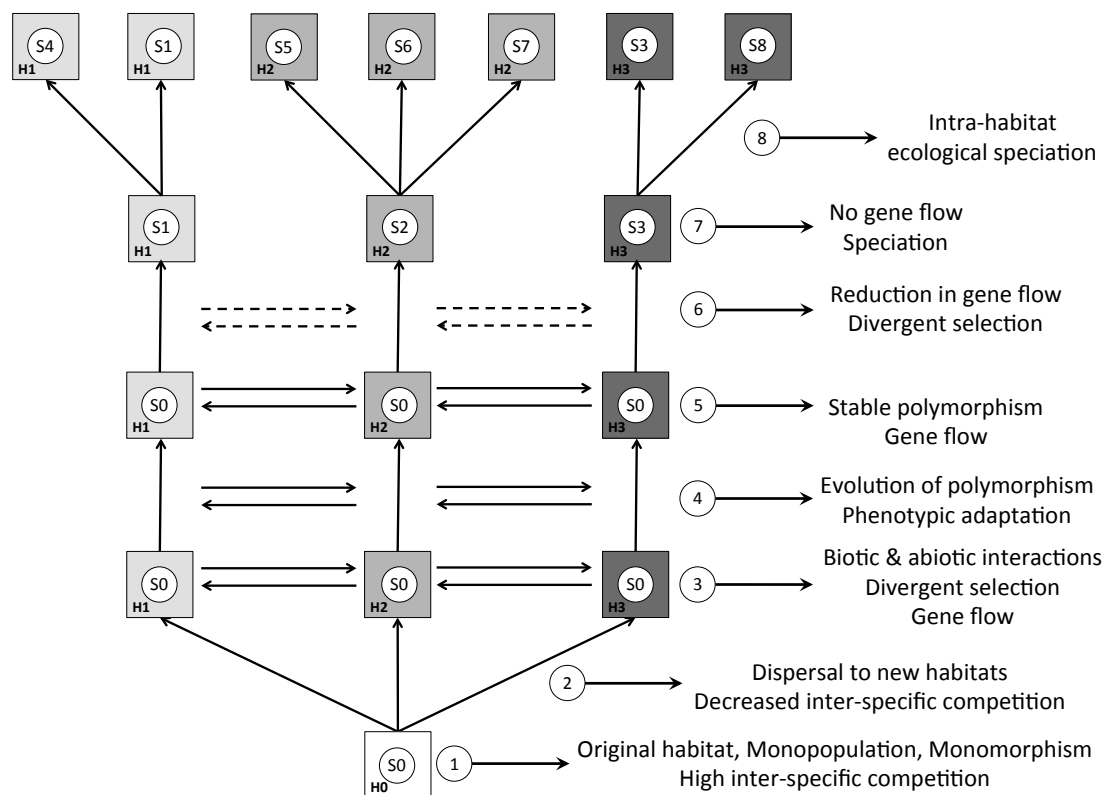 S4
H1
S1
H1
S5
H2
S6
H2
S7
H2
S3
H3
S8
H3
8
Intra-habitat
ecological speciation
S1
H1
S2
H2
S3
H3
7
No gene flow
Speciation
6
Reduction in gene flow
Divergent selection
S0
H1
S0
H2
S0
H3
5
Stable polymorphism
Gene flow
4
Evolution of polymorphism
Phenotypic adaptation
S0
H1
S0
H2
S0
H3
3
Biotic & abiotic interactions
Divergent selection
Gene flow
2
Dispersal to new habitats
Decreased inter-specific competition
S0
H0
1
Original habitat, Monopopulation, Monomorphism
High inter-specific competition